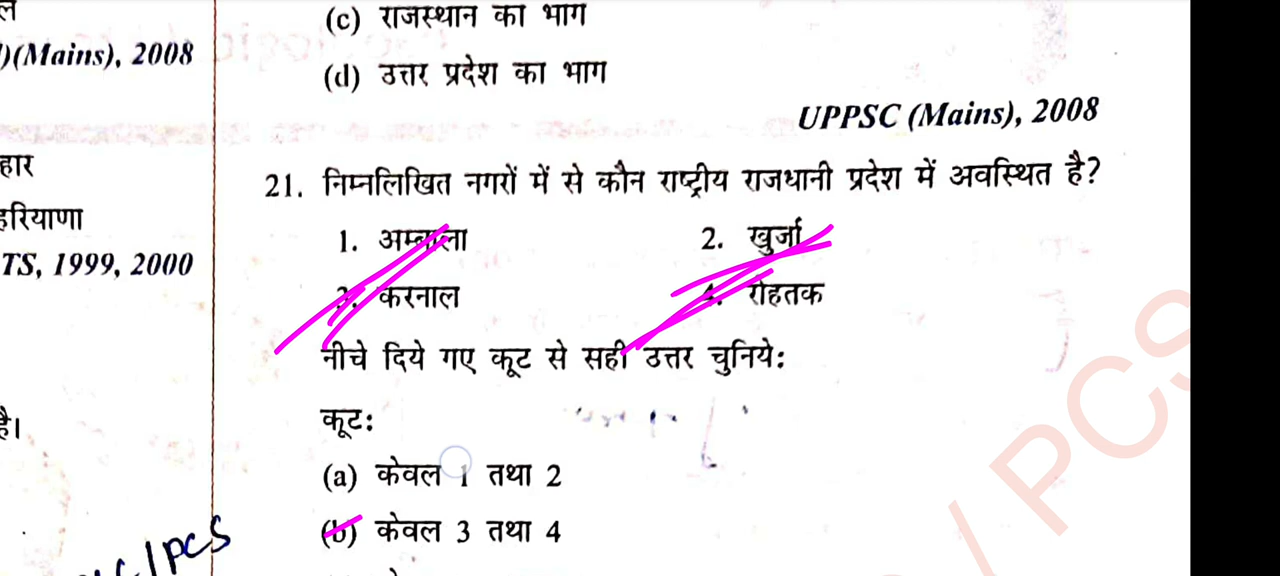 ल
)(Mains), 2008
हार
हरियाणा
TS, 1999, 2000
है।
(c) राजस्थान का भाग
(d) उत्तर प्रदेश का भाग
UPPSC (Mains), 2008
21. निम्नलिखित नगरों में से कौन राष्ट्रीय राजधानी प्रदेश में अवस्थित है?
1. अम्बाला 2. खुर्जा
3. करनाल 4. रोहतक
नीचे दिये गए कूट से सही उत्तर चुनिये:
कूट:
(a) केवल 1 तथा 2
(b) केवल 3 तथा 4
/PCS
/ PCS